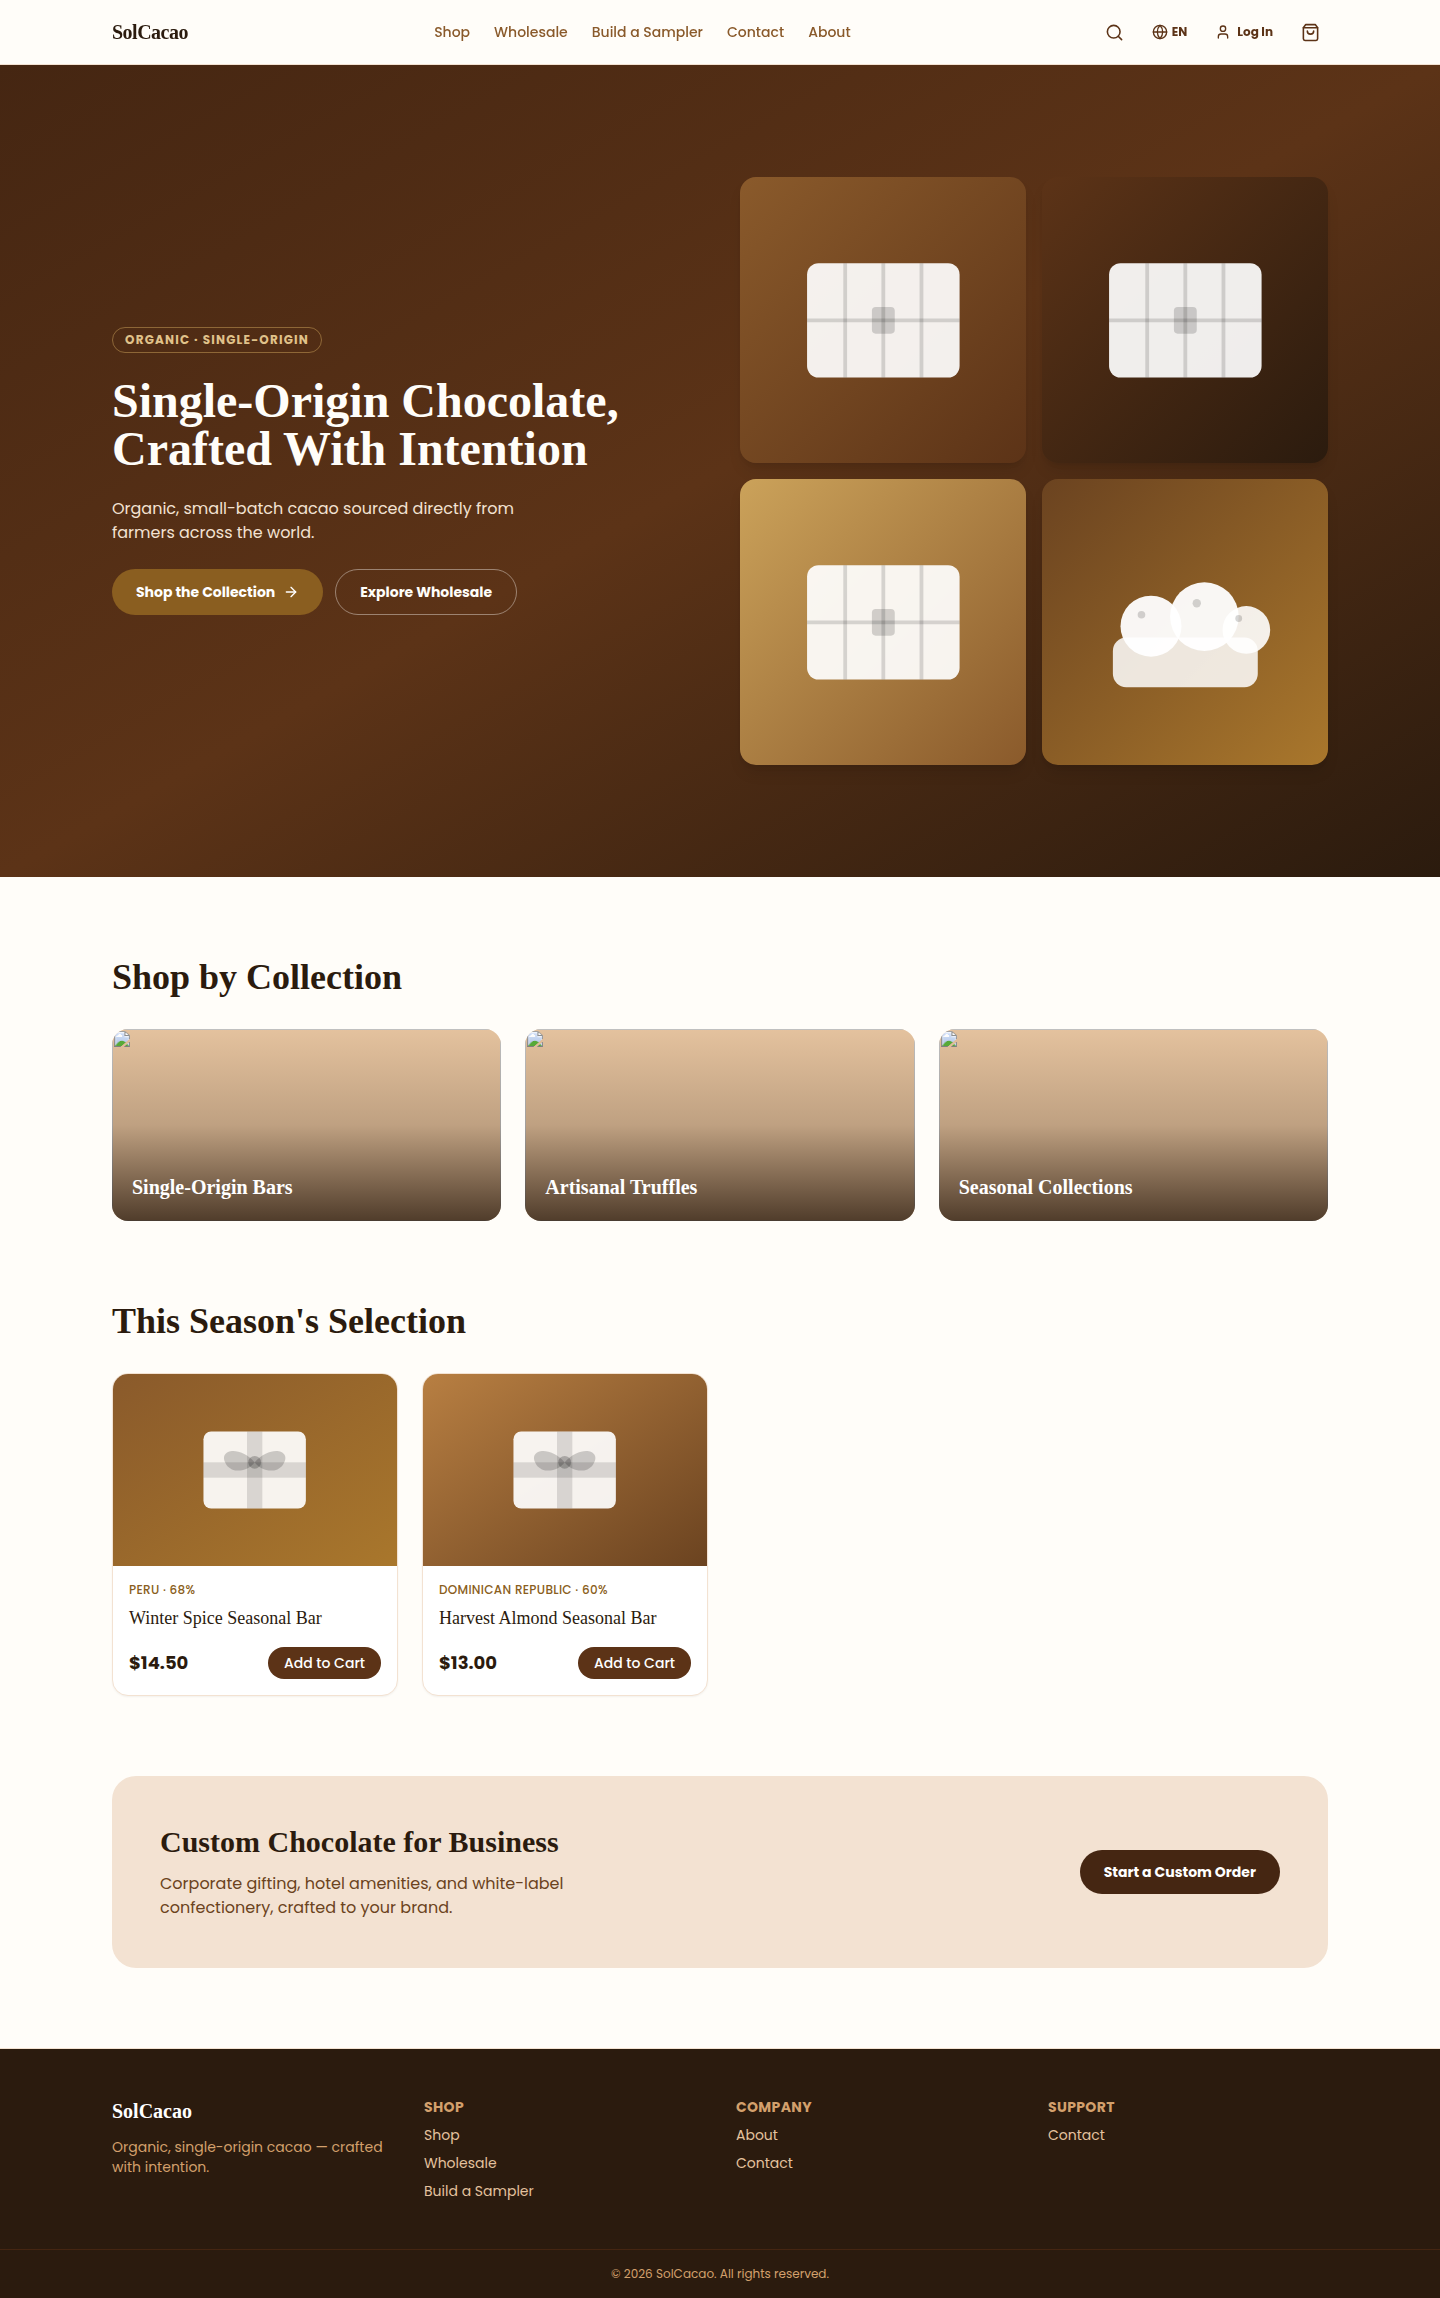 SolCacao
Shop
Wholesale
Build a Sampler
Contact
About
EN
Log In
ORGANIC · SINGLE-ORIGIN
Single-Origin Chocolate,
Crafted With Intention
Organic, small-batch cacao sourced directly from
farmers across the world.
Shop the Collection
Explore Wholesale
Shop by Collection
Single-Origin Bars
Artisanal Truffles
Seasonal Collections
This Season's Selection
PERU · 68%
Winter Spice Seasonal Bar
$14.50
Add to Cart
DOMINICAN REPUBLIC · 60%
Harvest Almond Seasonal Bar
$13.00
Add to Cart
Custom Chocolate for Business
Corporate gifting, hotel amenities, and white-label
confectionery, crafted to your brand.
Start a Custom Order
SolCacao
Organic, single-origin cacao — crafted
with intention.
SHOP
Shop
Wholesale
Build a Sampler
COMPANY
About
Contact
SUPPORT
Contact
© 2026 SolCacao. All rights reserved.